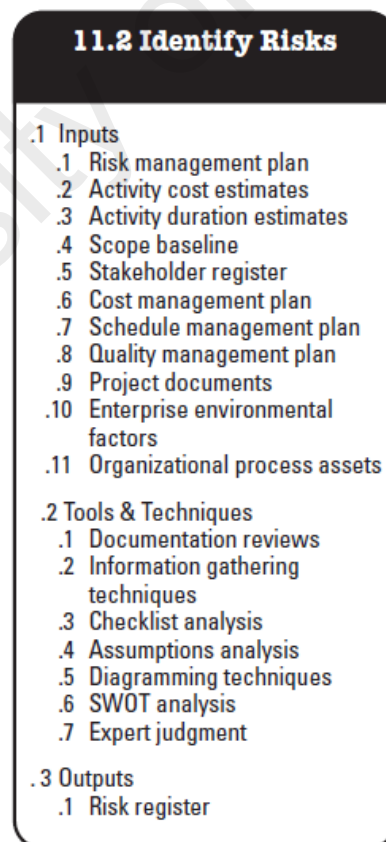 11.2 Identify Risks
.1 Inputs
.1 Risk management plan
.2 Activity cost estimates
.3 Activity duration estimates
.4 Scope baseline
.5 Stakeholder register
.6 Cost management plan
.7 Schedule management plan
.8 Quality management plan
.9 Project documents
.10 Enterprise environmental
factors
.11 Organizational process assets
.2 Tools & Techniques
.1 Documentation reviews
.2 Information gathering
techniques
.3 Checklist analysis
.4 Assumptions analysis
.5 Diagramming techniques
.6 SWOT analysis
.7 Expert judgment
. 3 Outputs
.1 Risk register